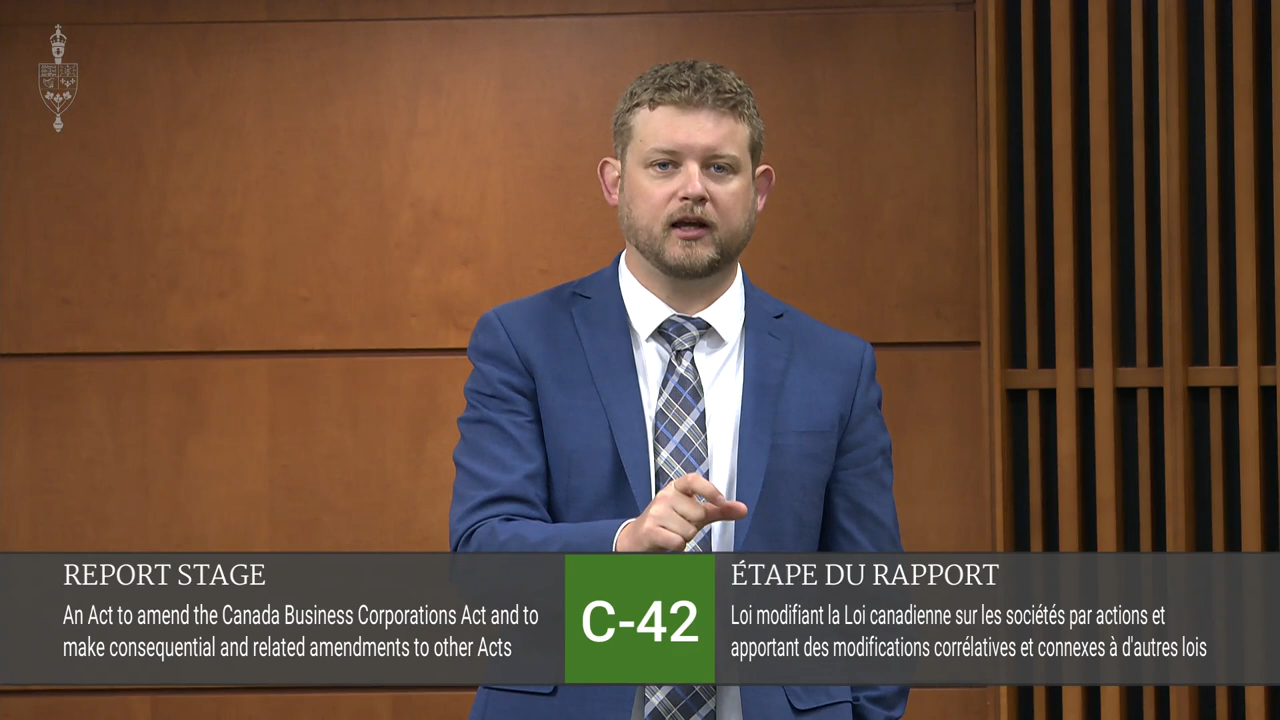 REPORT STAGE
An Act to amend the Canada Business Corporations Act and to
make consequential and related amendments to other Acts
C-42
ÉTAPE DU RAPPORT
Loi modifiant la Loi canadienne sur les sociétés par actions et
apportant des modifications corrélatives et connexes à d'autres lois